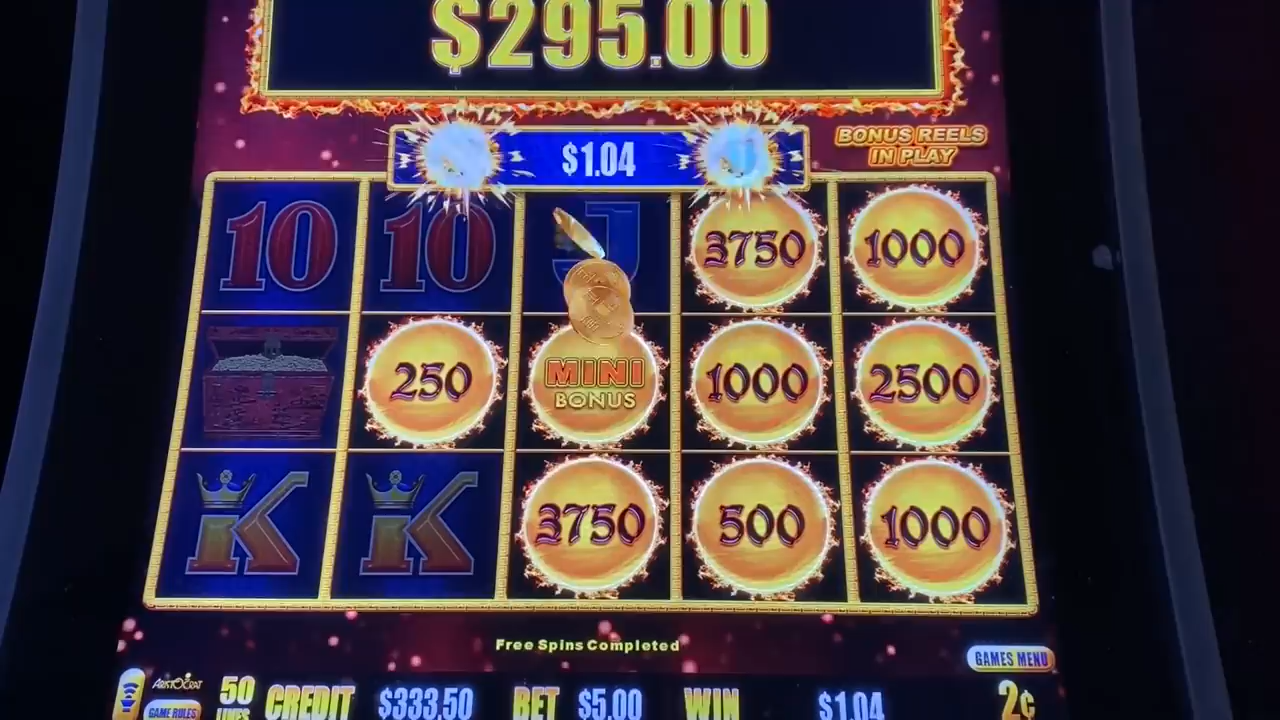 $295.00
$1.04
BONUS REELS
IN PLAY
10 10 J 3750 1000
250 MINI
BONUS 1000 2500
K K 3750 500 1000
Free Spins Completed
GAMES MENU
ARISTOCRAT
GAME RULES
50
LINES
CREDIT $333.50 BET $5.00 WIN $1.04 2¢